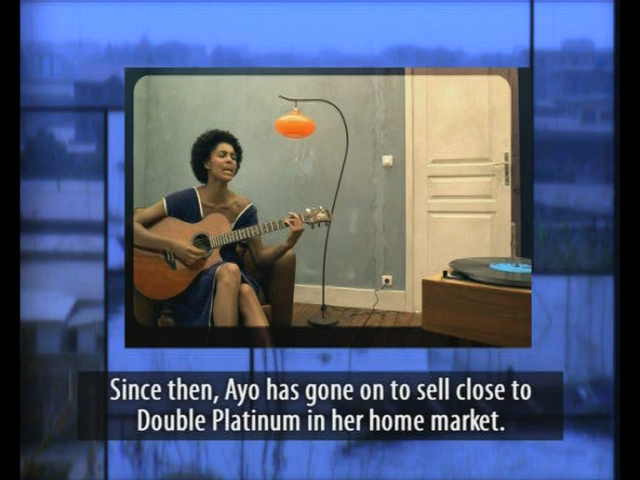 Since then, Ayo has gone on to sell close to
Double Platinum in her home market.